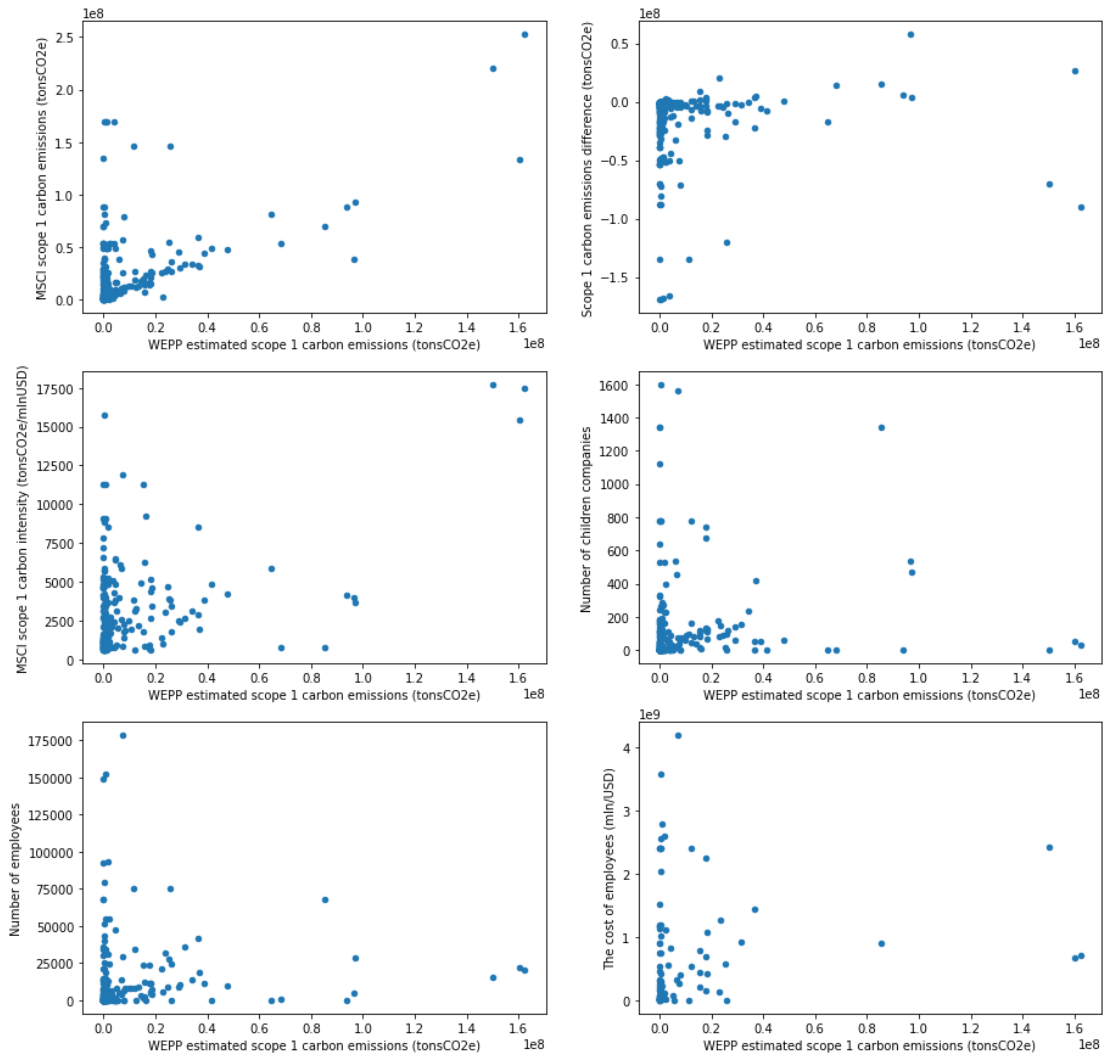 1e8
MSCI scope 1 carbon emissions (tonsCO2e)
2.5
2.0
1.5
1.0
0.5
0.0
0.0 0.2 0.4 0.6 0.8 1.0 1.2 1.4 1.6
WEPP estimated scope 1 carbon emissions (tonsCO2e)
1e8
1e8
Scope 1 carbon emissions difference (tonsCO2e)
0.5
0.0
−0.5
−1.0
−1.5
0.0 0.2 0.4 0.6 0.8 1.0 1.2 1.4 1.6
WEPP estimated scope 1 carbon emissions (tonsCO2e)
1e8
MSCI scope 1 carbon intensity (tonsCO2e/mlnUSD)
17500
15000
12500
10000
7500
5000
2500
0
0.0 0.2 0.4 0.6 0.8 1.0 1.2 1.4 1.6
WEPP estimated scope 1 carbon emissions (tonsCO2e)
1e8
Number of children companies
1600
1400
1200
1000
800
600
400
200
0
0.0 0.2 0.4 0.6 0.8 1.0 1.2 1.4 1.6
WEPP estimated scope 1 carbon emissions (tonsCO2e)
1e8
Number of employees
175000
150000
125000
100000
75000
50000
25000
0
0.0 0.2 0.4 0.6 0.8 1.0 1.2 1.4 1.6
WEPP estimated scope 1 carbon emissions (tonsCO2e)
1e8
1e9
The cost of employees (mln/USD)
4
3
2
1
0
0.0 0.2 0.4 0.6 0.8 1.0 1.2 1.4 1.6
WEPP estimated scope 1 carbon emissions (tonsCO2e)
1e8